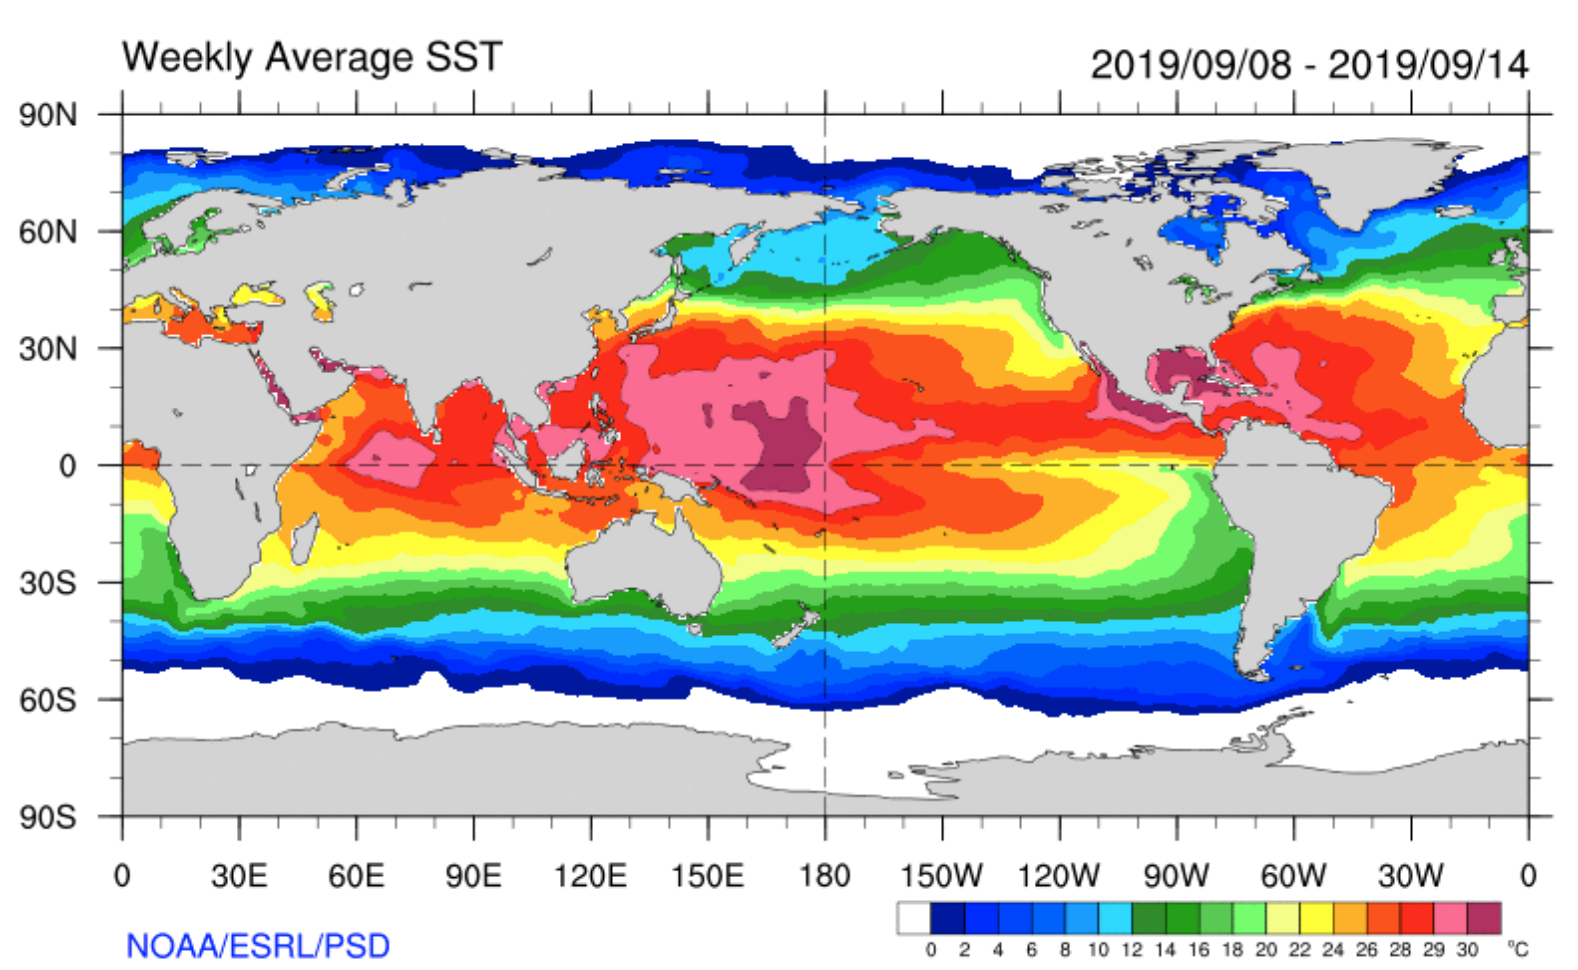 Weekly Average SST
2019/09/08 - 2019/09/14
90N
60N
30N
0
30S
60S
90S
0 30E 60E 90E 120E 150E 180 150W 120W 90W 60W 30W 0
0 2 4 6 8 10 12 14 16 18 20 22 24 26 28 29 30 °C
NOAA/ESRL/PSD